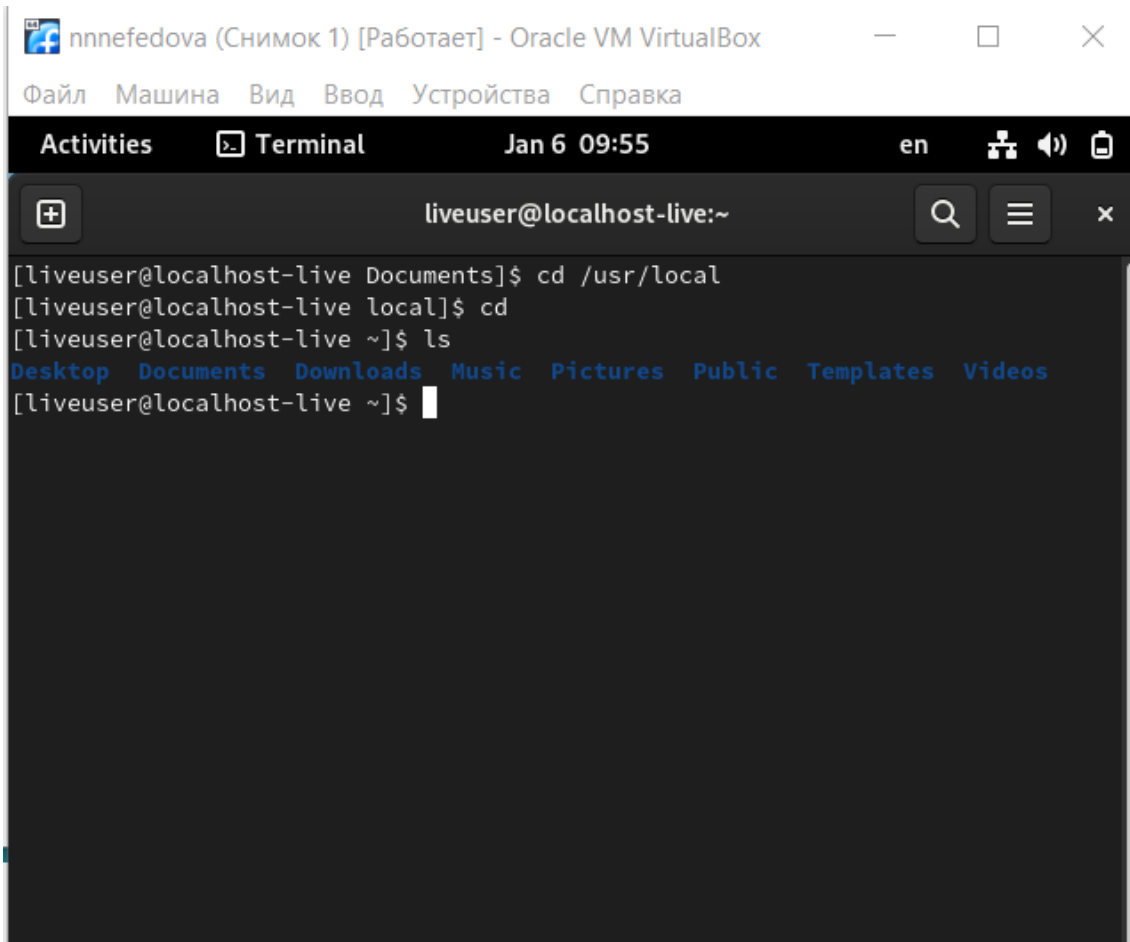 64
nnnefedova (Снимок 1) [Работает] - Oracle VM VirtualBox
Файл Машина Вид Ввод Устройства Справка
Activities Terminal Jan 6 09:55 en
liveuser@localhost-live:~
[liveuser@localhost-live Documents]$ cd /usr/local
[liveuser@localhost-live local]$ cd
[liveuser@localhost-live ~]$ ls
Desktop Documents Downloads Music Pictures Public Templates Videos
[liveuser@localhost-live ~]$